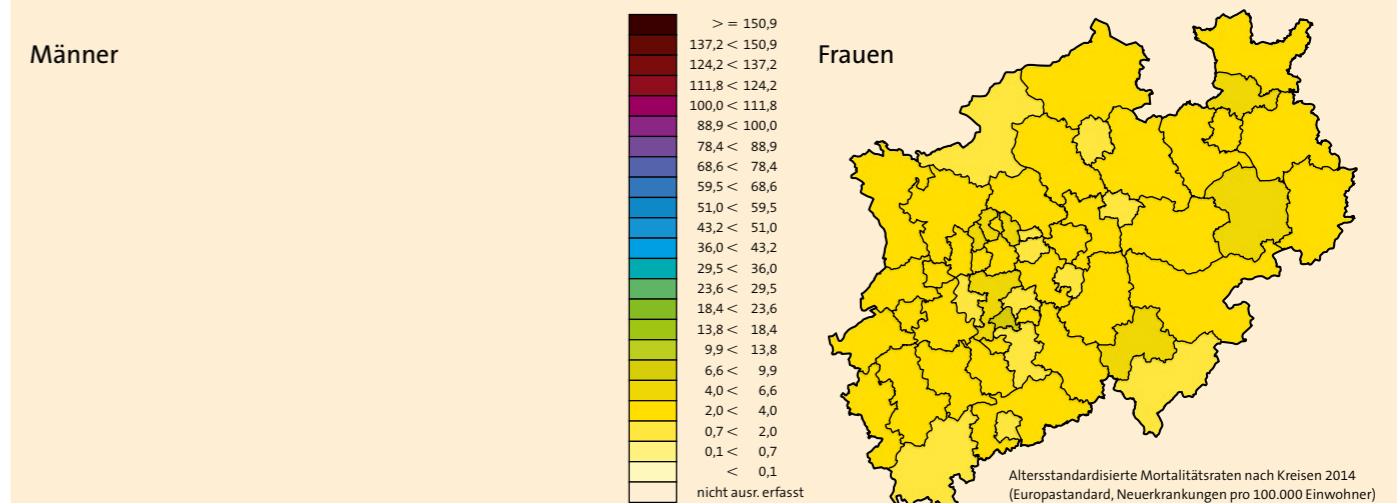 Männer
> = 150,9
137,2 < 150,9
124,2 < 137,2
111,8 < 124,2
100,0 < 111,8
88,9 < 100,0
78,4 < 88,9
68,6 < 78,4
59,5 < 68,6
51,0 < 59,5
43,2 < 51,0
36,0 < 43,2
29,5 < 36,0
23,6 < 29,5
18,4 < 23,6
13,8 < 18,4
9,9 < 13,8
6,6 < 9,9
4,0 < 6,6
2,0 < 4,0
0,7 < 2,0
0,1 < 0,7
< 0,1
nicht ausr. erfasst
Frauen
Altersstandardisierte Mortalitätsraten nach Kreisen 2014
(Europastandard, Neuerkrankungen pro 100.000 Einwohner)